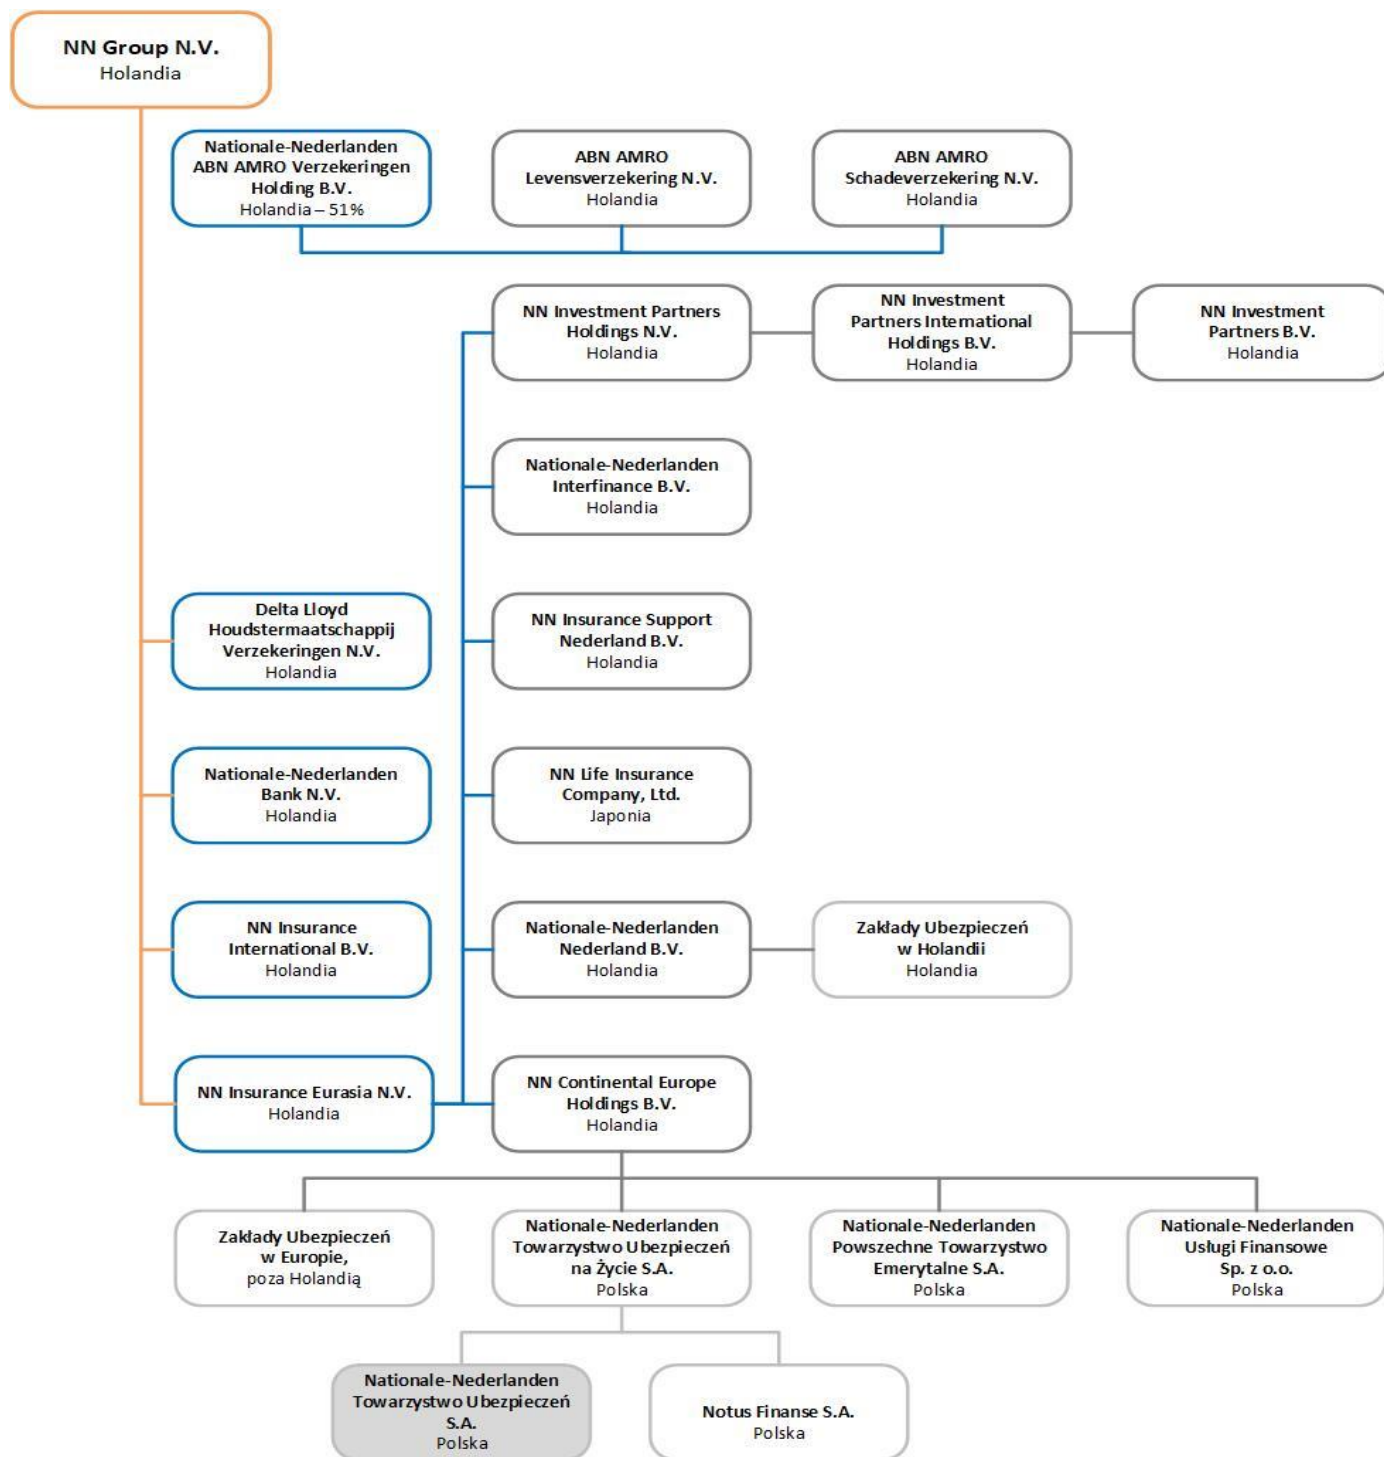 NN Group N.V.
Holandia
Nationale-Nederlanden
ABN AMRO Verzekeringen
Holding B.V.
Holandia – 51%
ABN AMRO
Levensverzekering N.V.
Holandia
ABN AMRO
Schadeverzekering N.V.
Holandia
NN Investment Partners
Holdings N.V.
Holandia
NN Investment
Partners International
Holdings B.V.
Holandia
NN Investment
Partners B.V.
Holandia
Nationale-Nederlanden
Interfinance B.V.
Holandia
Delta Lloyd
Houdstermaatschappij
Verzekeringen N.V.
Holandia
NN Insurance Support
Nederland B.V.
Holandia
Nationale-Nederlanden
Bank N.V.
Holandia
NN Life Insurance
Company, Ltd.
Japonia
NN Insurance
International B.V.
Holandia
Nationale-Nederlanden
Nederland B.V.
Holandia
Zakłady Ubezpieczeń
w Holandii
Holandia
NN Insurance Eurasia N.V.
Holandia
NN Continental Europe
Holdings B.V.
Holandia
Zakłady Ubezpieczeń
w Europie,
poza Holandią
Nationale-Nederlanden
Towarzystwo Ubezpieczeń
na Życie S.A.
Polska
Nationale-Nederlanden
Powszechne Towarzystwo
Emerytalne S.A.
Polska
Nationale-Nederlanden
Usługi Finansowe
Sp. z o.o.
Polska
Nationale-Nederlanden
Towarzystwo Ubezpieczeń
S.A.
Polska
Notus Finanse S.A.
Polska